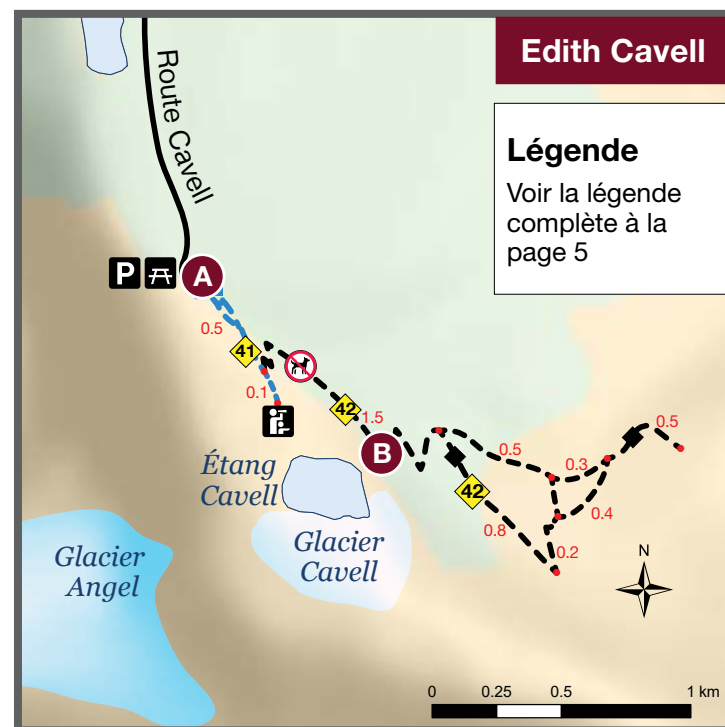 Edith Cavell
Légende
Voir la légende
complète à la
page 5
Route Cavell
P
A
0.5
41
0.1
42
1.5
B
0.5
0.3
0.5
42
0.4
0.8
0.2
Étang
Cavell
Glacier
Cavell
Glacier
Angel
N
0 0.25 0.5 1 km